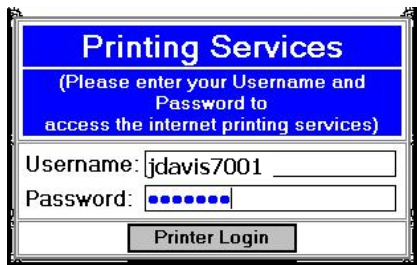 Printing Services
(Please enter your Username and
Password to
access the internet printing services)
Username: jdavis7001
Password: •••••••
Printer Login